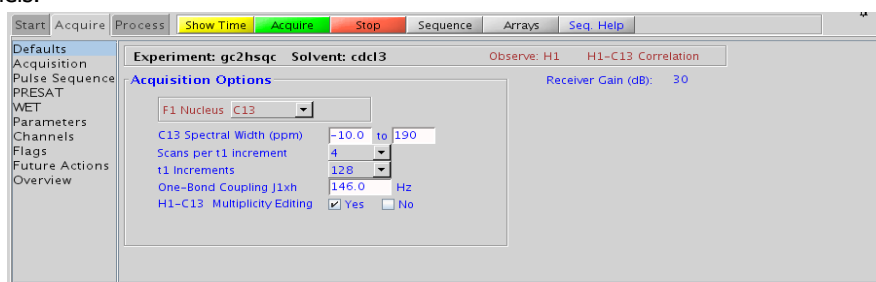 Start Acquire Process Show Time Acquire Stop Sequence Arrays Seq. Help
Defaults
Acquisition
Pulse Sequence
PRESAT
WET
Parameters
Channels
Flags
Future Actions
Overview
Experiment: gc2hsqc Solvent: cdcl3 Observe: H1 H1-C13 Correlation
Acquisition Options Receiver Gain (dB): 30
F1 Nucleus C13
C13 Spectral Width (ppm) -10.0 to 190
Scans per t1 increment 4
t1 Increments 128
One-Bond Coupling J1xh 146.0 Hz
H1-C13 Multiplicity Editing Yes No